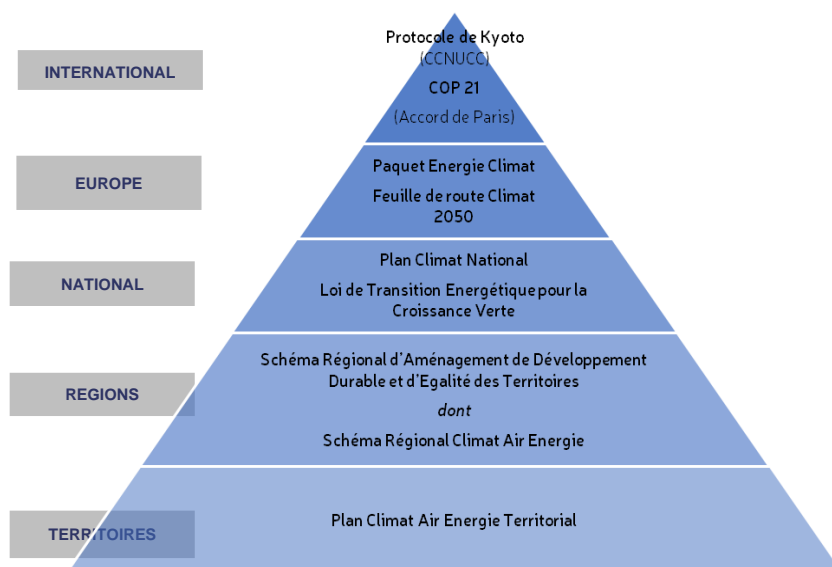 Protocole de Kyoto
(CCNUCC)
INTERNATIONAL
COP 21
(Accord de Paris)
EUROPE
Paquet Energie Climat
Feuille de route Climat
2050
NATIONAL
Plan Climat National
Loi de Transition Energétique pour la
Croissance Verte
REGIONS
Schéma Régional d'Aménagement de Développement
Durable et d'Egalité des Territoires
dont
Schéma Régional Climat Air Energie
TERRITOIRES
Plan Climat Air Energie Territorial